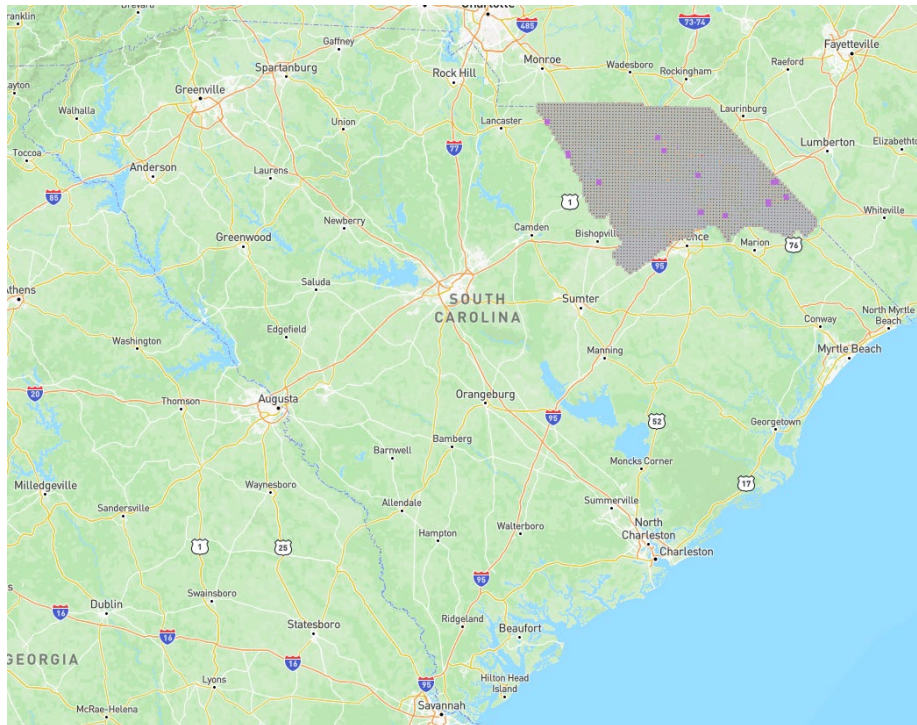 485
73-74
Fayetteville
Gaffney
Monroe
Wadesboro
Raeford
Spartanburg
Rock Hill
Rockingham
Greenville
Walhalla
Union
Lancaster
Laurinburg
Toccoa
77
Lumberton
Anderson
Laurens
85
1
Whiteville
Newberry
Camden
Bishopville
Greenwood
Marion
76
95
Saluda
SOUTH
CAROLINA
Sumter
North Myrtle
Beach
Conway
Edgefield
Washington
Manning
Myrtle Beach
20
Thomson
Augusta
Orangeburg
95
52
Georgetown
Bamberg
Barnwell
Moncks Corner
Milledgeville
Waynesboro
17
Sandersville
Allendale
Summerville
Hampton
Walterboro
North
Charleston
1
25
Charleston
Swainsboro
95
Dublin
16
Statesboro
Ridgeland
Beaufort
16
GEORGIA
16
Lyons
95
Hilton Head
Island
McRae-Helena
Savannah